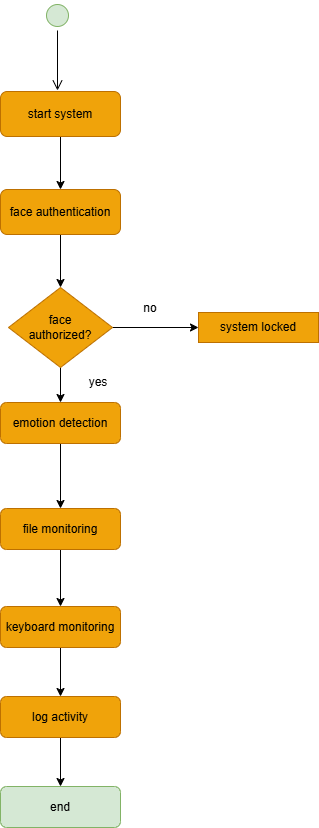 start system
face authentication
face
authorized?
no
system locked
yes
emotion detection
file monitoring
keyboard monitoring
log activity
end